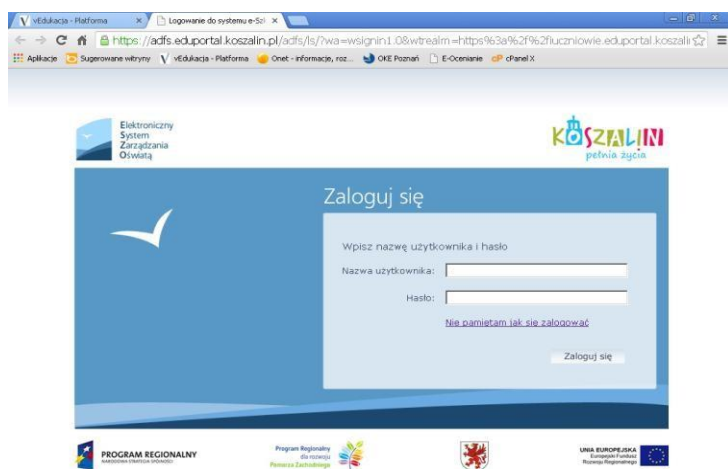 vEdukacja - Platforma
Logowanie do systemu e-Szk
https://adfs.eduportal.koszalin.pl/adfs/ls/?wa=wsignin1.0&wtrealm=https%3a%2f%2fiuczniowie.eduportal.koszalin
Aplikacje Sugerowane witryny vEdukacja - Platforma Onet - informacje, roz... OKE Poznań E-Ocenianie cPanel X
Elektroniczny
System
Zarządzania
Oświatą
KOSZALIN
pełnia życia
Zaloguj się
Wpisz nazwę użytkownika i hasło
Nazwa użytkownika:
Hasło:
Nie pamiętam jak się zalogować
Zaloguj się
PROGRAM REGIONALNY
NARODOWA STRATEGIA SPÓJNOŚCI
Program Regionalny
dla rozwoju
Pomorza Zachodniego
UNIA EUROPEJSKA
Europejski Fundusz
Rozwoju Regionalnego